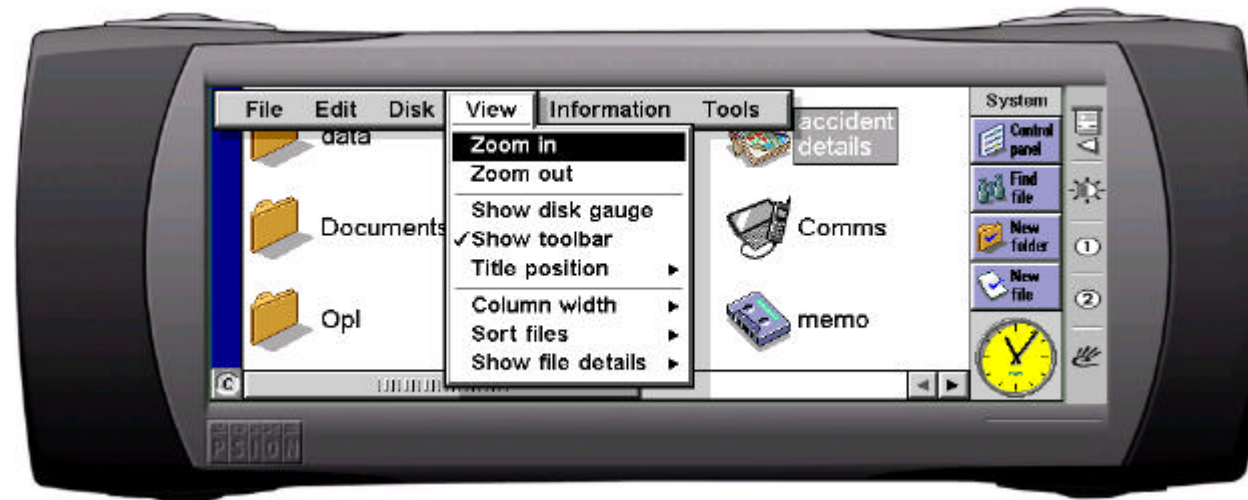 File Edit Disk View Information Tools
System
data
accident
details
Zoom in
Zoom out
Show disk gauge
✓Show toolbar
Title position
Column width
Sort files
Show file details
Documents
Comms
Opl
memo
Control
panel
Find
file
New
folder
New
file
1
2
C
PSION